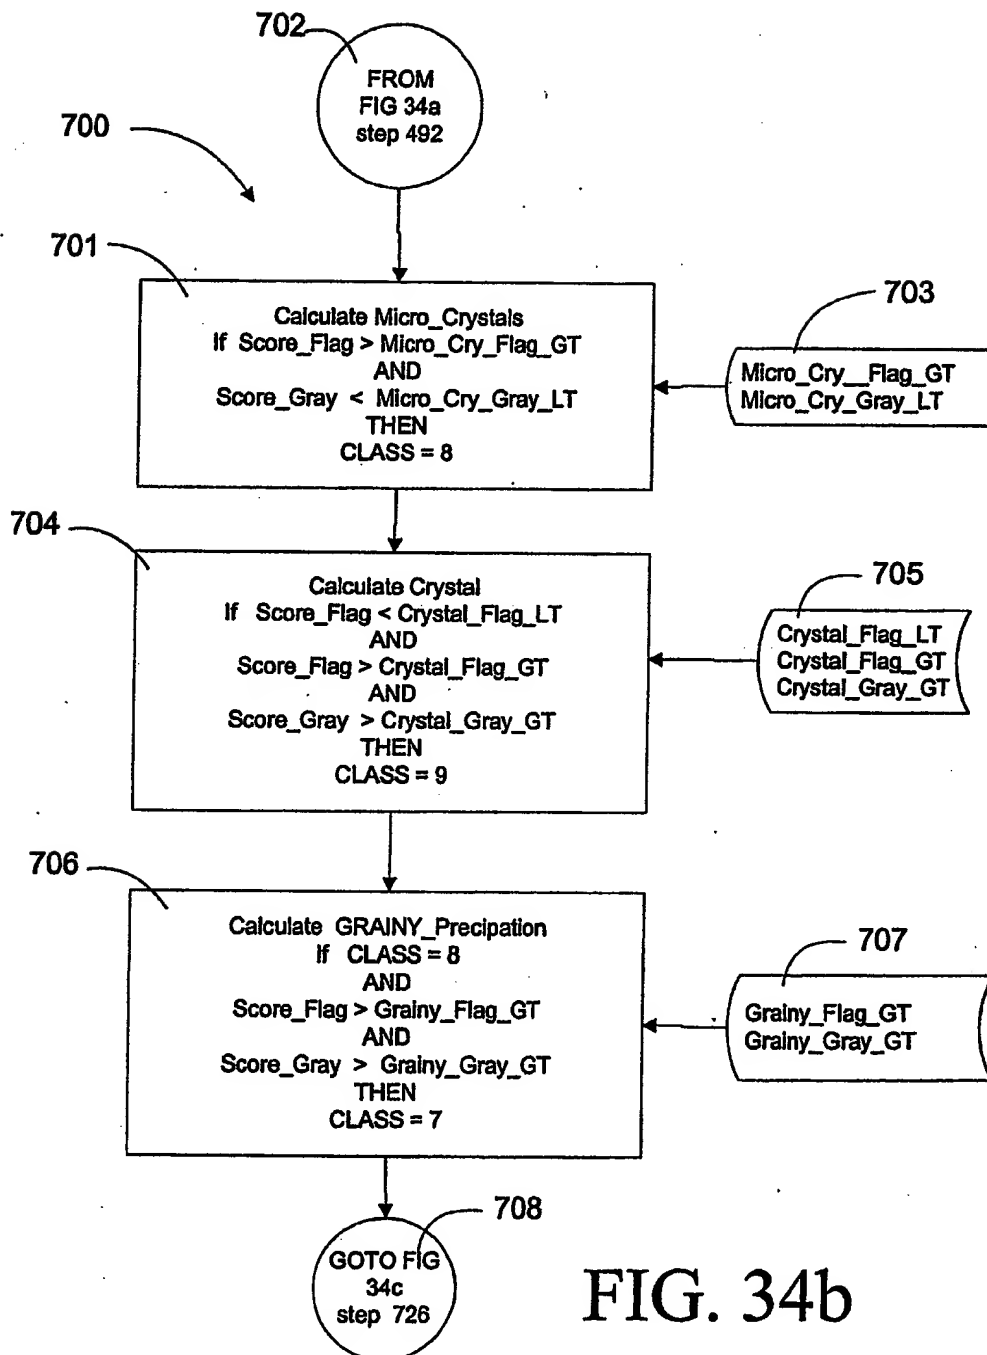 702
FROM
FIG 34a
step 492
700
701
Calculate Micro_Crystals
If Score_Flag > Micro_Cry_Flag_GT
AND
Score_Gray < Micro_Cry_Gray_LT
THEN
CLASS = 8
703
Micro_Cry__Flag_GT
Micro_Cry_Gray_LT
704
Calculate Crystal
If Score_Flag < Crystal_Flag_LT
AND
Score_Flag > Crystal_Flag_GT
AND
Score_Gray > Crystal_Gray_GT
THEN
CLASS = 9
705
Crystal_Flag_LT
Crystal_Flag_GT
Crystal_Gray_GT
706
Calculate GRAINY_Precipation
If CLASS = 8
AND
Score_Flag > Grainy_Flag_GT
AND
Score_Gray > Grainy_Gray_GT
THEN
CLASS = 7
707
Grainy_Flag_GT
Grainy_Gray_GT
708
GOTO FIG
34c
step 726
FIG. 34b